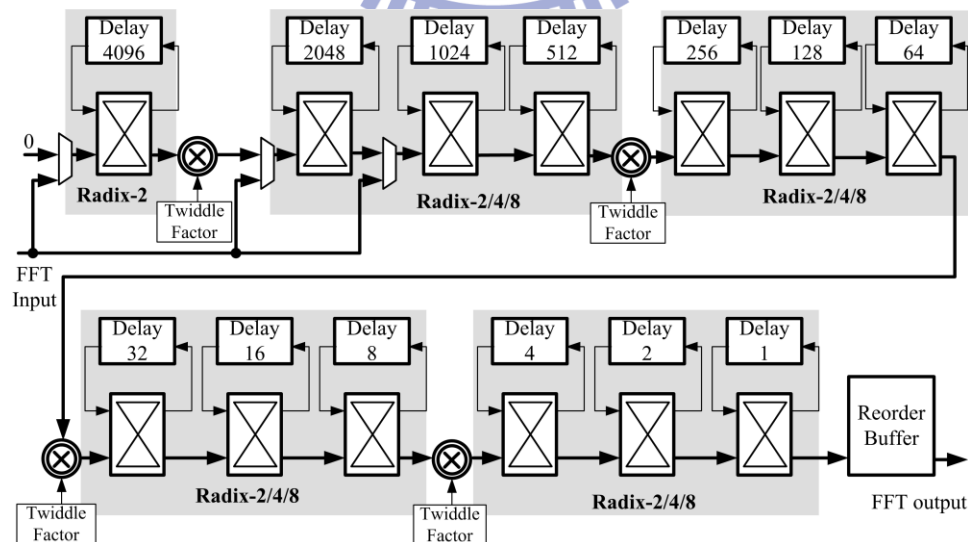 Delay
4096
Delay
2048
Delay
1024
Delay
512
Delay
256
Delay
128
Delay
64
0
Radix-2
Radix-2/4/8
Radix-2/4/8
Twiddle
Factor
Twiddle
Factor
FFT
Input
Delay
32
Delay
16
Delay
8
Delay
4
Delay
2
Delay
1
Reorder
Buffer
Radix-2/4/8
Radix-2/4/8
FFT output
Twiddle
Factor
Twiddle
Factor